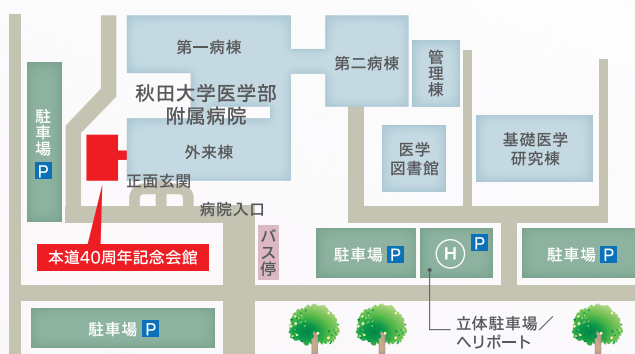 第一病棟
第二病棟
管理棟
秋田大学医学部
附属病院
駐車場
P
外来棟
医学
図書館
基礎医学
研究棟
正面玄関
病院入口
本道40周年記念会館
バス停
駐車場 P
H
P
駐車場 P
駐車場 P
立体駐車場／
ヘリポート